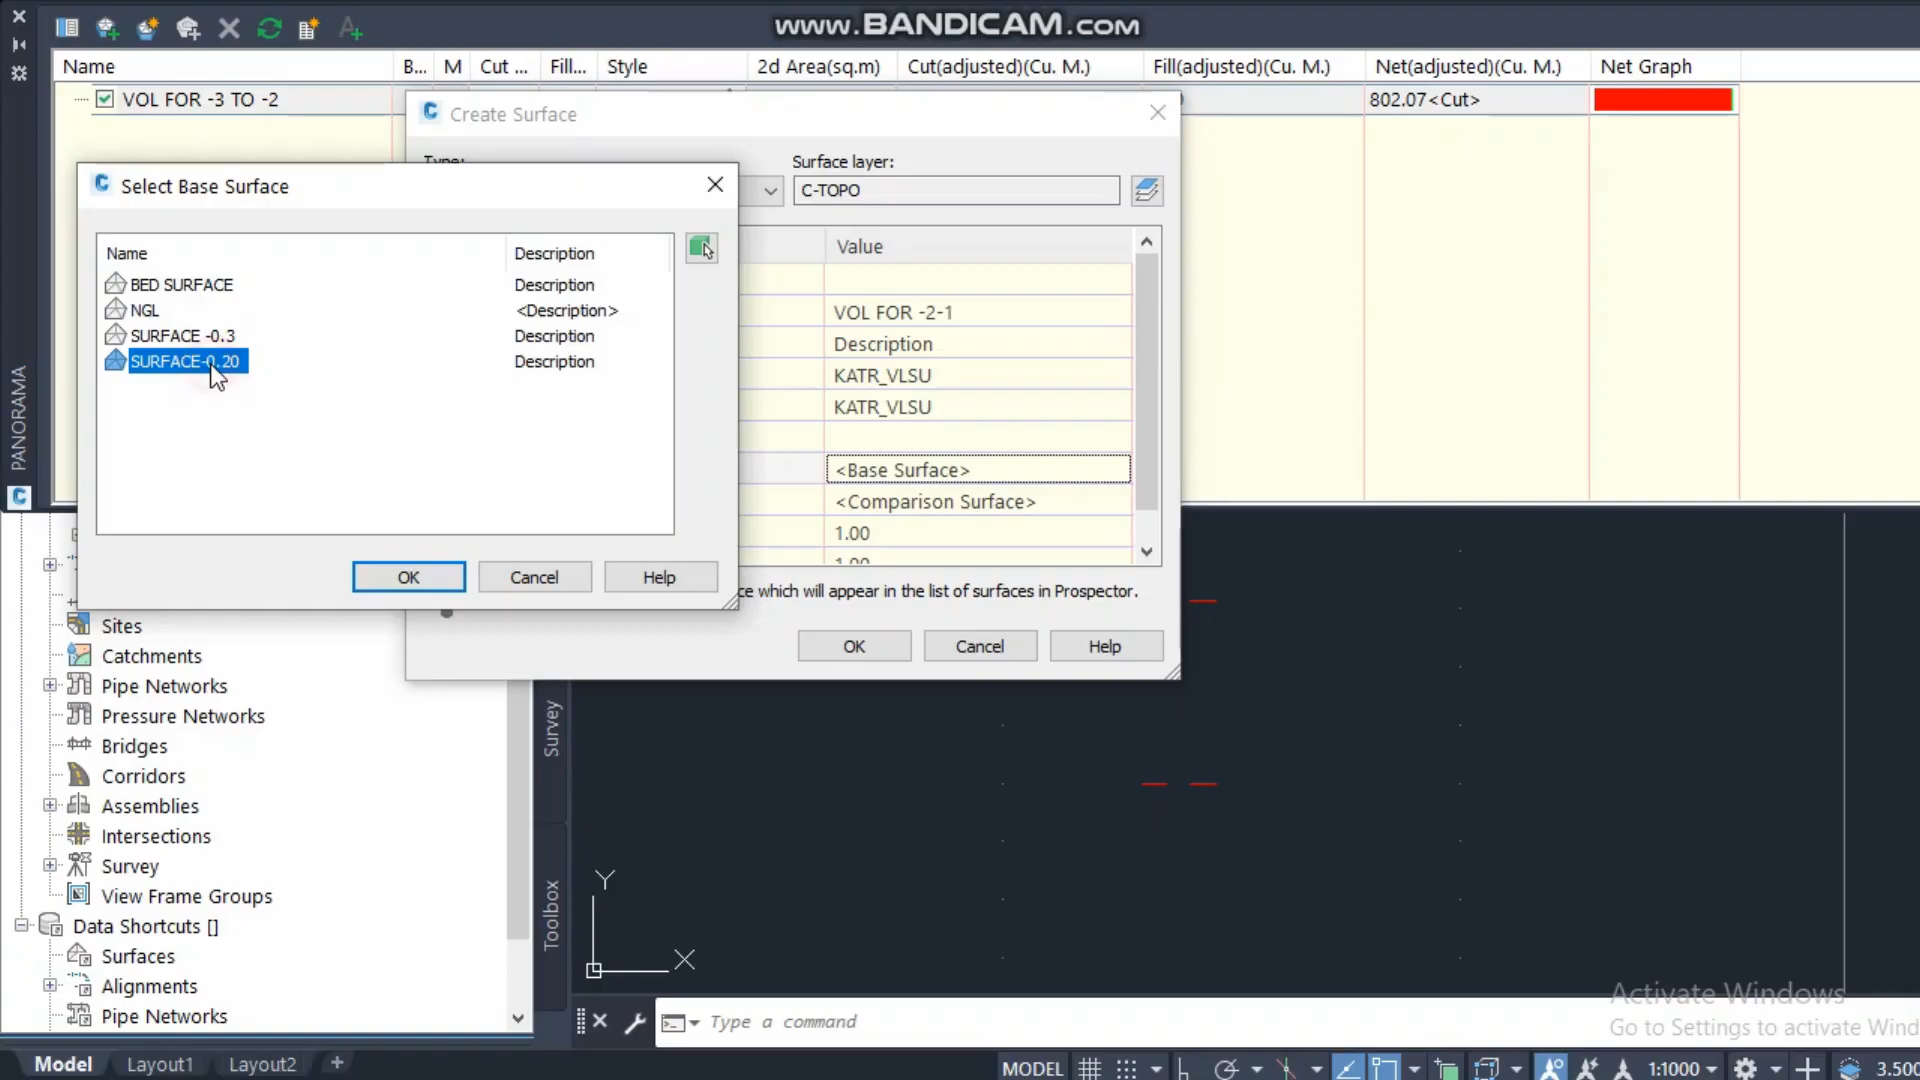 www.BANDICAM.com
Name B... M Cut ... Fill... Style 2d Area(sq.m) Cut(adjusted)(Cu. M.) Fill(adjusted)(Cu. M.) Net(adjusted)(Cu. M.) Net Graph
VOL FOR -3 TO -2 802.07<Cut>
Create Surface
Type: Surface layer:
C-TOPO
Select Base Surface
Name Description
BED SURFACE Description
NGL <Description>
SURFACE -0.3 Description
SURFACE-0.20 Description
OK Cancel Help
Value
VOL FOR -2-1
Description
KATR_VLSU
KATR_VLSU
<Base Surface>
<Comparison Surface>
1.00
1.00
ce which will appear in the list of surfaces in Prospector.
OK Cancel Help
PANORAMA
Sites
Catchments
Pipe Networks
Pressure Networks
Bridges
Corridors
Assemblies
Intersections
Survey
View Frame Groups
Data Shortcuts []
Surfaces
Alignments
Pipe Networks
Survey
Toolbox
Y
X
Type a command
Activate Windows
Go to Settings to activate Wind
Model Layout1 Layout2 +
MODEL 1:1000 3.500